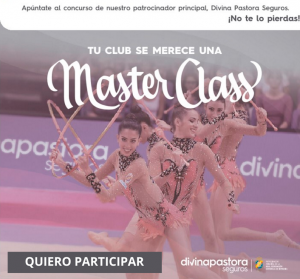 Apúntate al concurso de nuestro patrocinador principal, Divina Pastora Seguros.
¡No te lo pierdas!
TU CLUB SE MERECE UNA
Master Class
apastora
divin
QUIERO PARTICIPAR
divinapastora
seguros